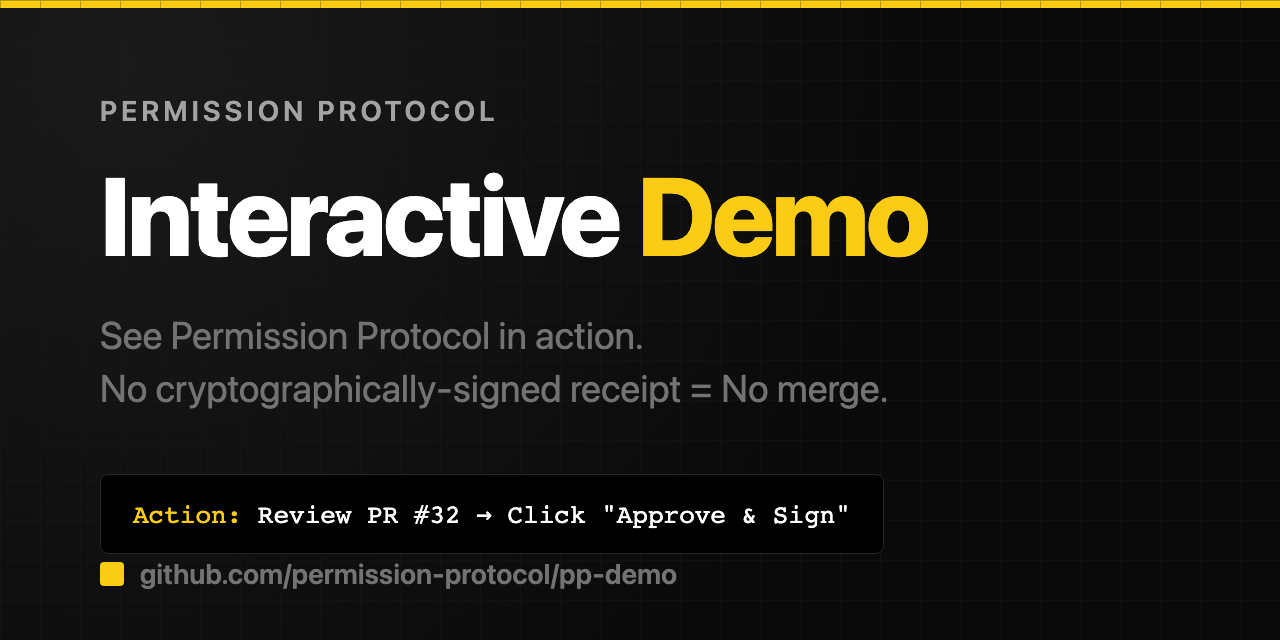 PERMISSION PROTOCOL
Interactive Demo
See Permission Protocol in action.
No cryptographically-signed receipt = No merge.
Action: Review PR #32 → Click "Approve & Sign"
github.com/permission-protocol/pp-demo